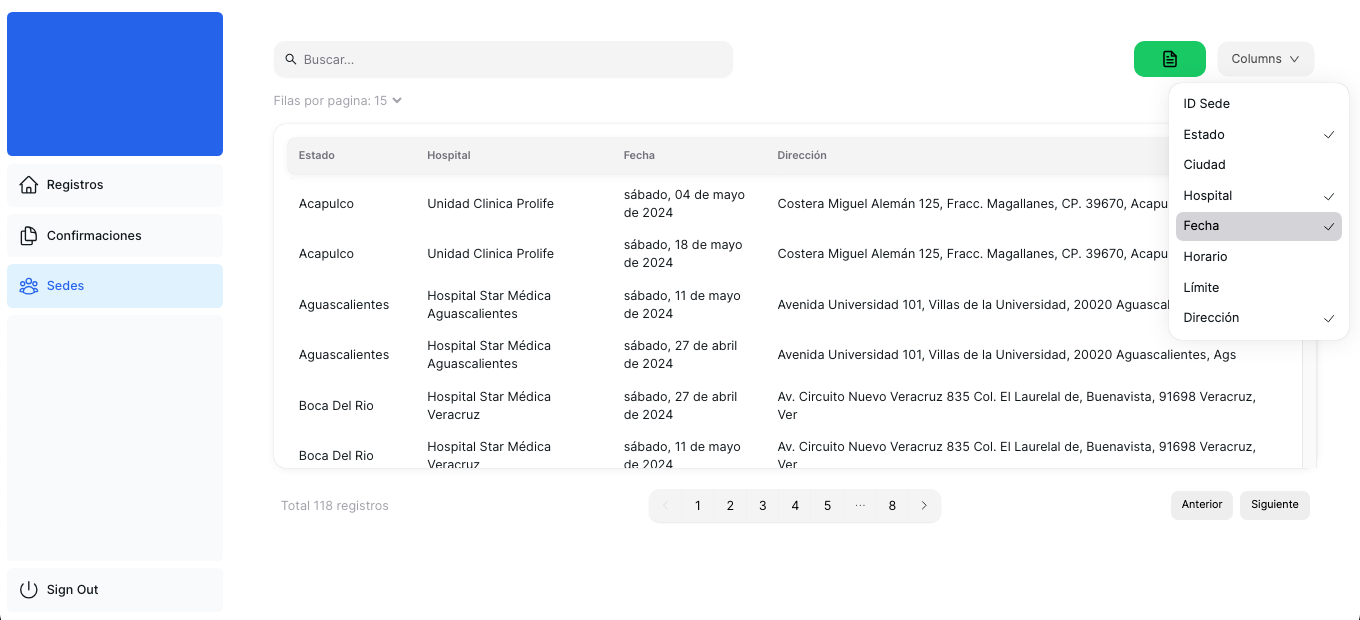 Buscar...
Columns
Filas por pagina: 15
ID Sede
Estado
Ciudad
Hospital
Fecha
Horario
Límite
Dirección
Registros
Confirmaciones
Sedes
Sign Out
Estado Hospital Fecha Dirección
Acapulco Unidad Clinica Prolife sábado, 04 de mayo de 2024 Costera Miguel Alemán 125, Fracc. Magallanes, CP. 39670, Acapu
Acapulco Unidad Clinica Prolife sábado, 18 de mayo de 2024 Costera Miguel Alemán 125, Fracc. Magallanes, CP. 39670, Acapu
Aguascalientes Hospital Star Médica Aguascalientes sábado, 11 de mayo de 2024 Avenida Universidad 101, Villas de la Universidad, 20020 Aguascal
Aguascalientes Hospital Star Médica Aguascalientes sábado, 27 de abril de 2024 Avenida Universidad 101, Villas de la Universidad, 20020 Aguascalientes, Ags
Boca Del Rio Hospital Star Médica Veracruz sábado, 27 de abril de 2024 Av. Circuito Nuevo Veracruz 835 Col. El Laurelal de, Buenavista, 91698 Veracruz, Ver
Boca Del Rio Hospital Star Médica Veracruz sábado, 11 de mayo de 2024 Av. Circuito Nuevo Veracruz 835 Col. El Laurelal de, Buenavista, 91698 Veracruz, Ver
Total 118 registros
1 2 3 4 5 ... 8
Anterior
Siguiente